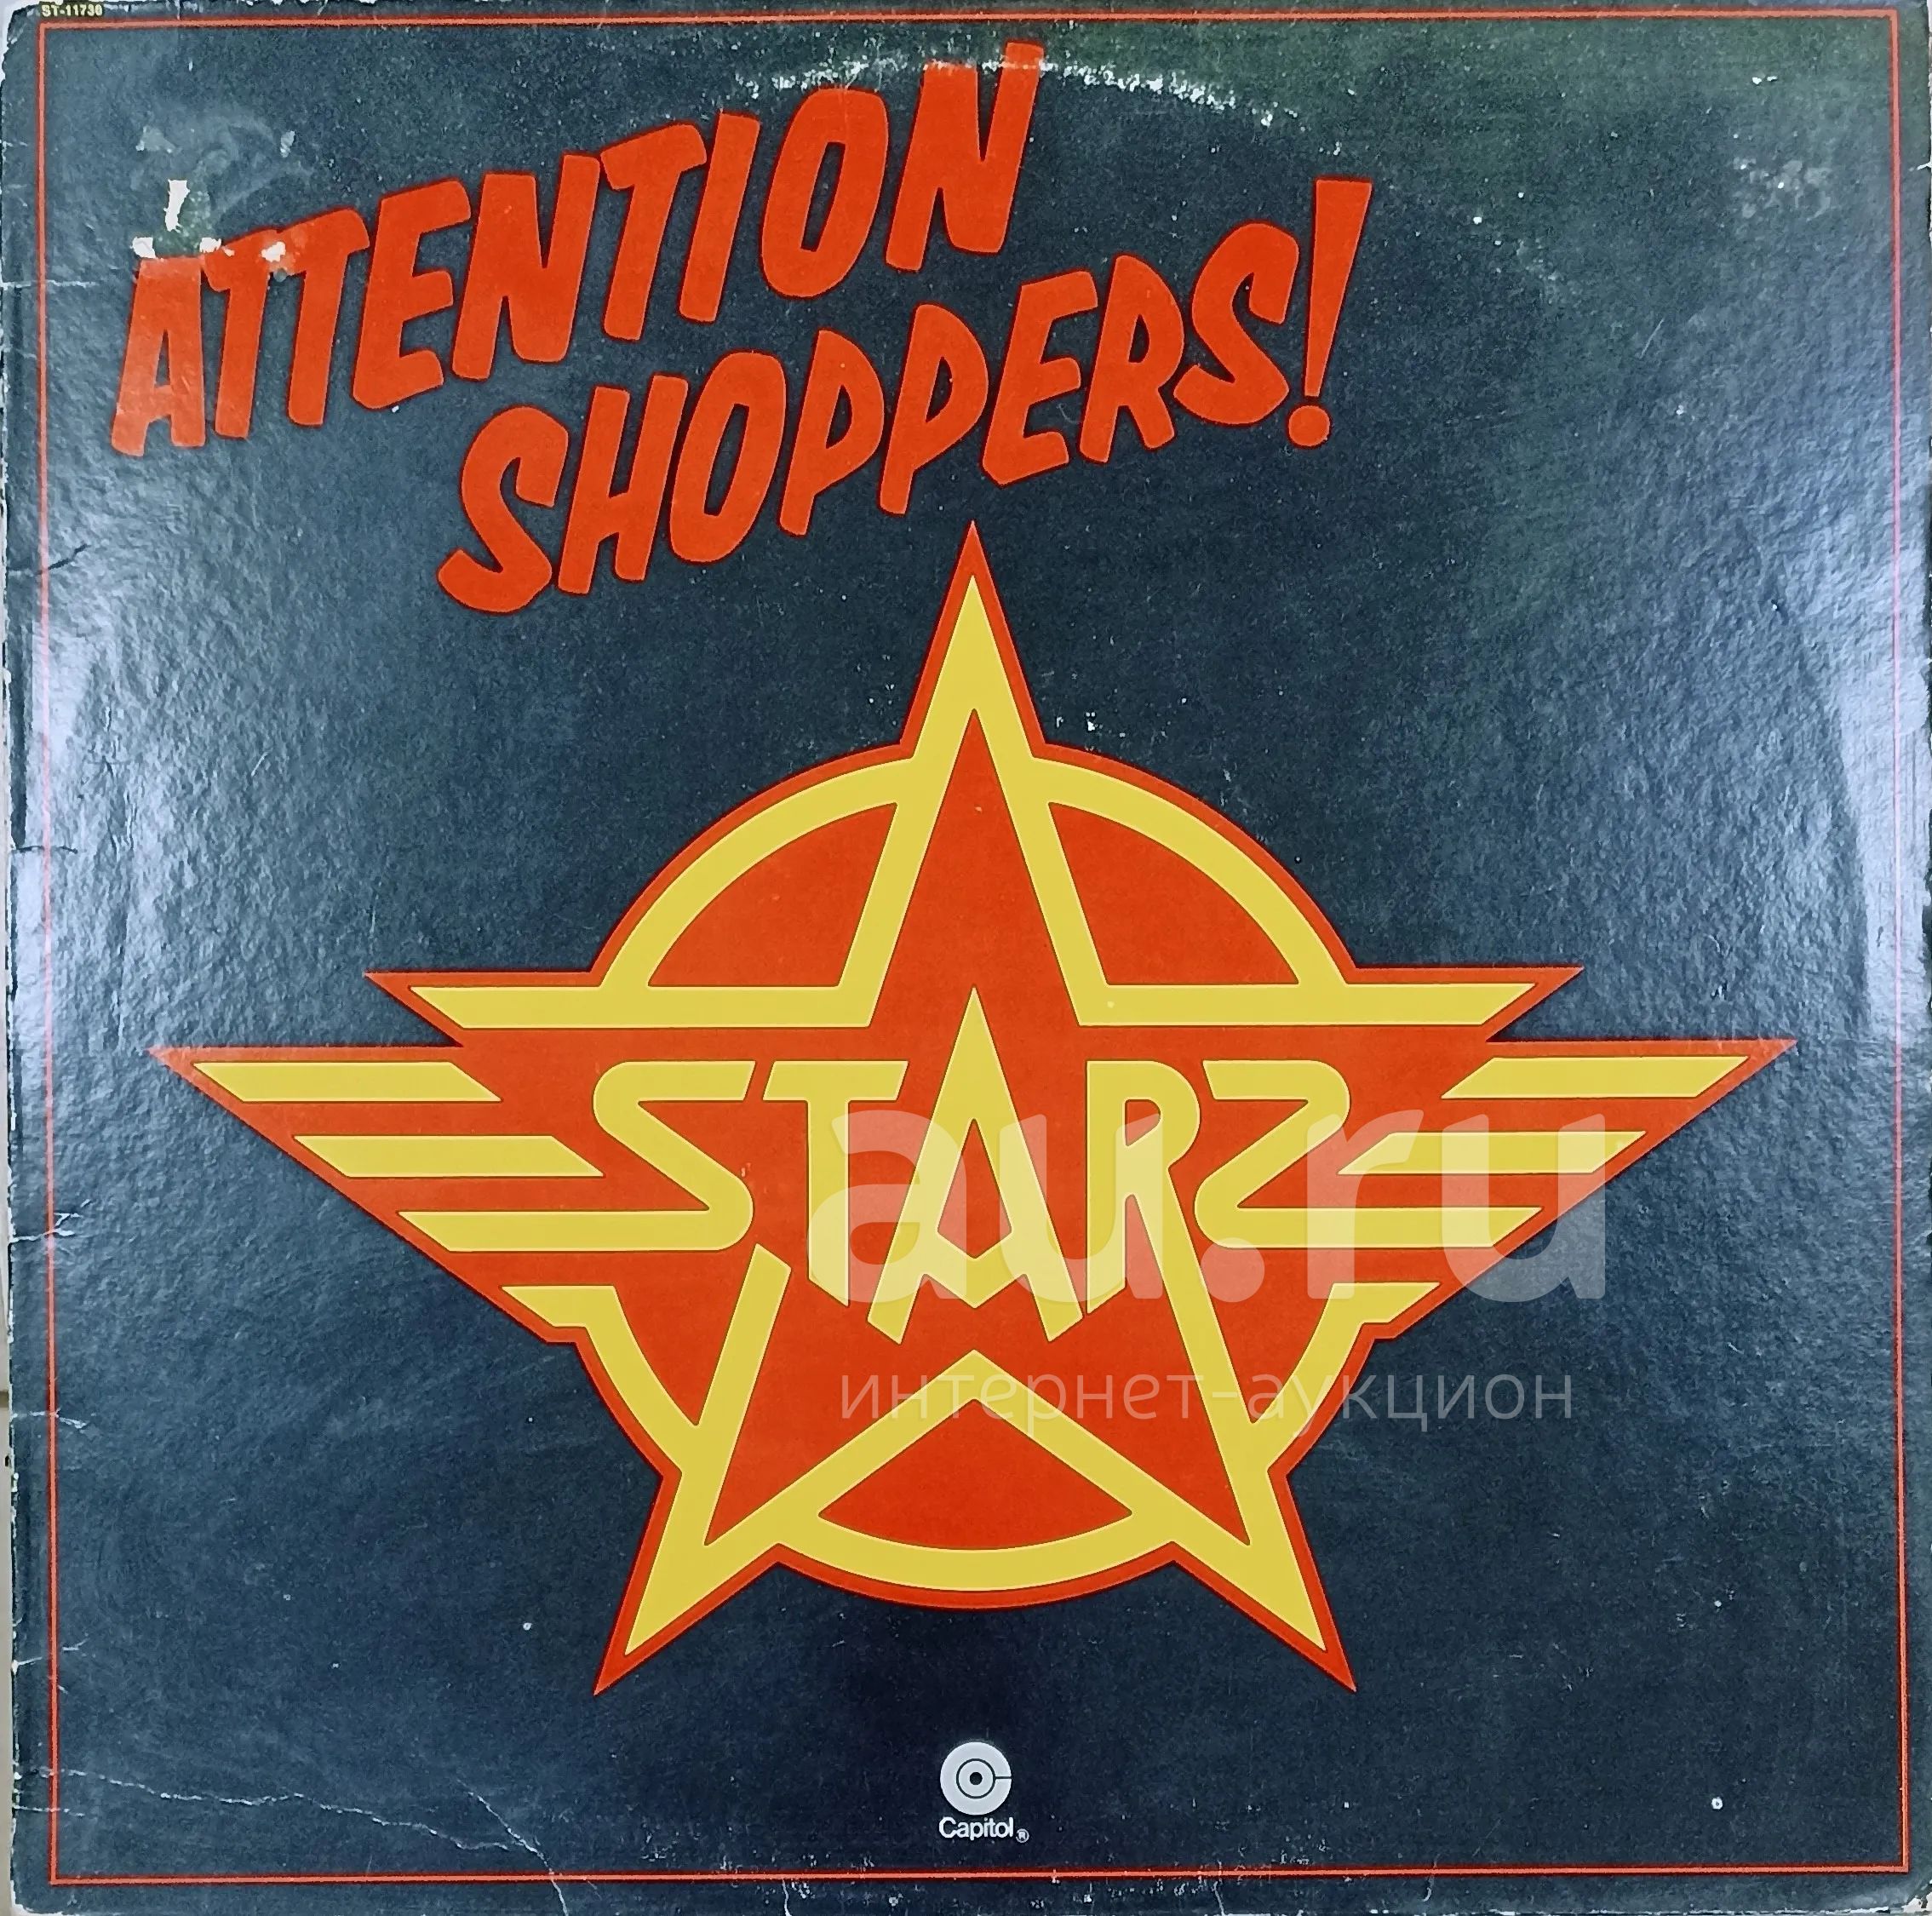 ST-11730
ATTENTION
SHOPPERS!
STARZ
au.ru
интернет-аукцион
Capitol®